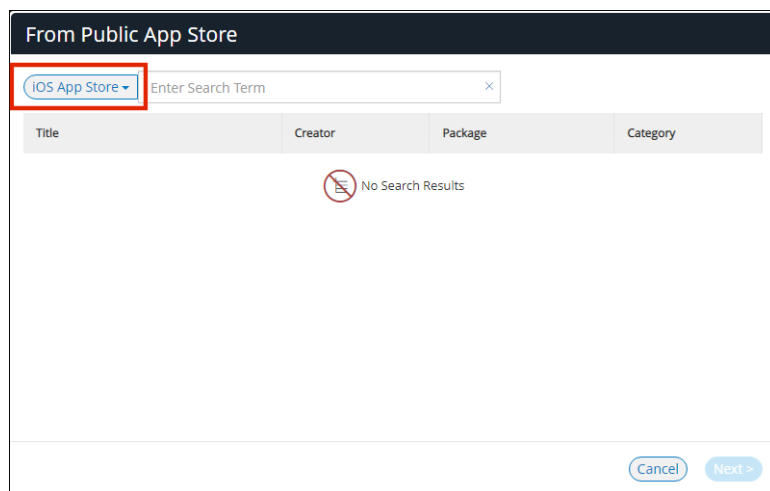 From Public App Store
iOS App Store Enter Search Term ×
Title Creator Package Category
No Search Results
Cancel Next >